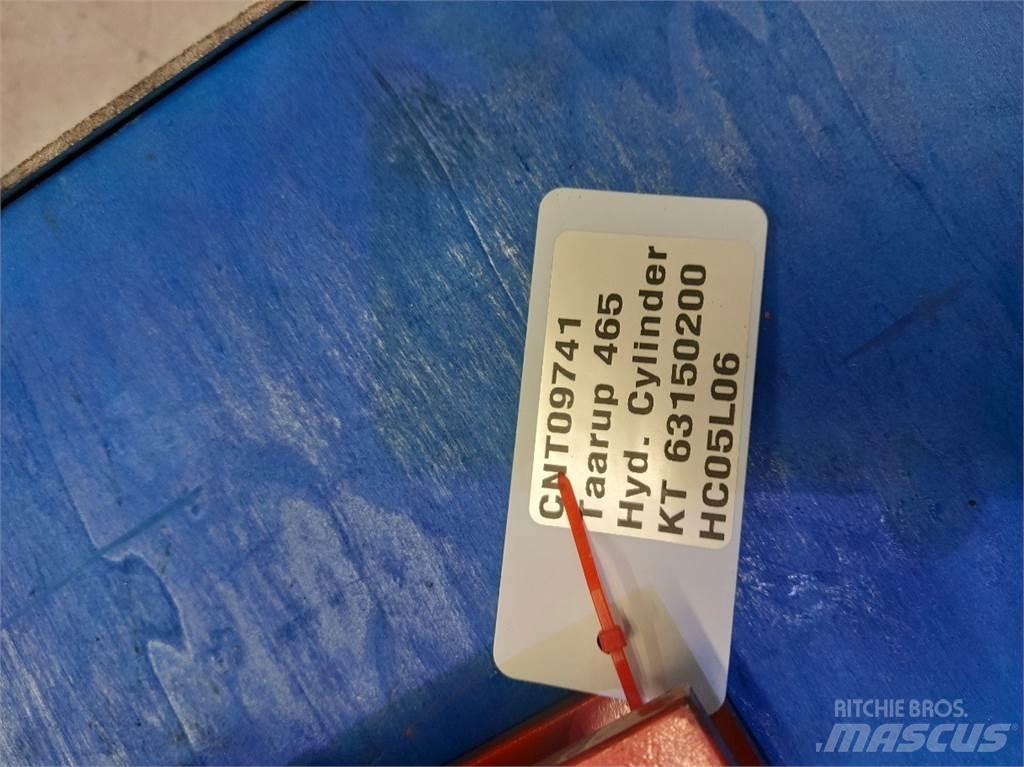 CNT09741
Taarup 465
Hyd. Cylinder
KT 63150200
HC05L06
RITCHIE BROS.
MASCUS